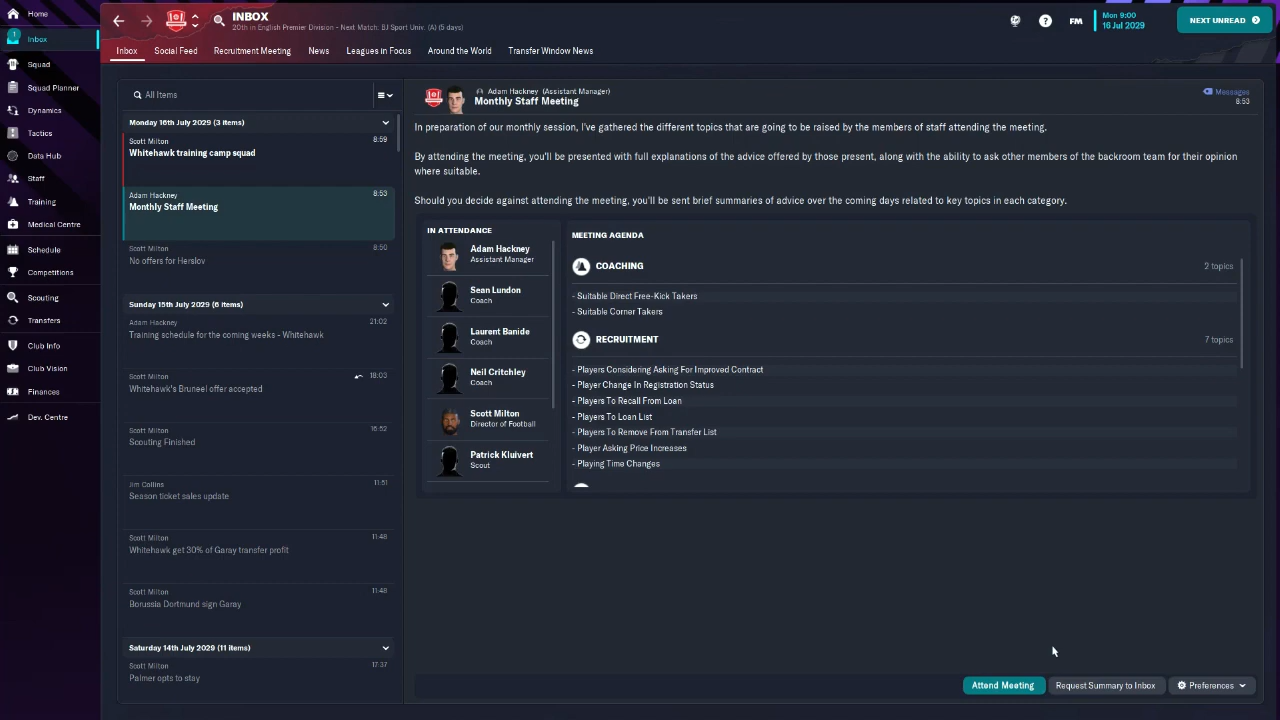 Home
Inbox
1
Squad
Squad Planner
Dynamics
Tactics
Data Hub
Staff
Training
Medical Centre
Schedule
Competitions
Scouting
Transfers
Club Info
Club Vision
Finances
Dev. Centre
INBOX
20th in English Premier Division - Next Match: BJ Sport Univ. (A) (5 days)
FM
Mon 9:00
16 Jul 2029
NEXT UNREAD
Inbox
Social Feed
Recruitment Meeting
News
Leagues in Focus
Around the World
Transfer Window News
All Items
Monday 16th July 2029 (3 items)
Scott Milton 8:59
Whitehawk training camp squad
Adam Hackney 8:53
Monthly Staff Meeting
Scott Milton 8:50
No offers for Herslov
Sunday 15th July 2029 (6 items)
Adam Hackney 21:02
Training schedule for the coming weeks - Whitehawk
Scott Milton 18:03
Whitehawk's Bruneel offer accepted
Scott Milton 16:52
Scouting Finished
Jim Collins 11:51
Season ticket sales update
Scott Milton 11:48
Whitehawk get 30% of Garay transfer profit
Scott Milton 11:48
Borussia Dortmund sign Garay
Saturday 14th July 2029 (11 items)
Scott Milton 17:37
Palmer opts to stay
Adam Hackney (Assistant Manager)
Monthly Staff Meeting
Messages
8:53
In preparation of our monthly session, I've gathered the different topics that are going to be raised by the members of staff attending the meeting.
By attending the meeting, you'll be presented with full explanations of the advice offered by those present, along with the ability to ask other members of the backroom team for their opinion
where suitable.
Should you decide against attending the meeting, you'll be sent brief summaries of advice over the coming days related to key topics in each category.
IN ATTENDANCE
Adam Hackney
Assistant Manager
Sean Lundon
Coach
Laurent Banide
Coach
Neil Critchley
Coach
Scott Milton
Director of Football
Patrick Kluivert
Scout
MEETING AGENDA
COACHING 2 topics
- Suitable Direct Free-Kick Takers
- Suitable Corner Takers
RECRUITMENT 7 topics
- Players Considering Asking For Improved Contract
- Player Change In Registration Status
- Players To Recall From Loan
- Players To Loan List
- Players To Remove From Transfer List
- Player Asking Price Increases
- Playing Time Changes
Attend Meeting
Request Summary to Inbox
Preferences